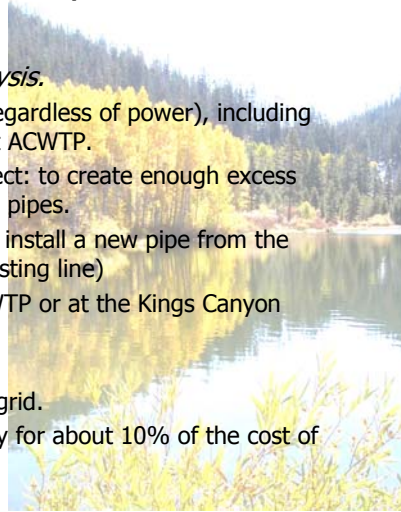 ysis.
egardless of power), including
t ACWTP.
ect: to create enough excess
pipes.
install a new pipe from the
sting line)
WTP or at the Kings Canyon
grid.
y for about 10% of the cost of